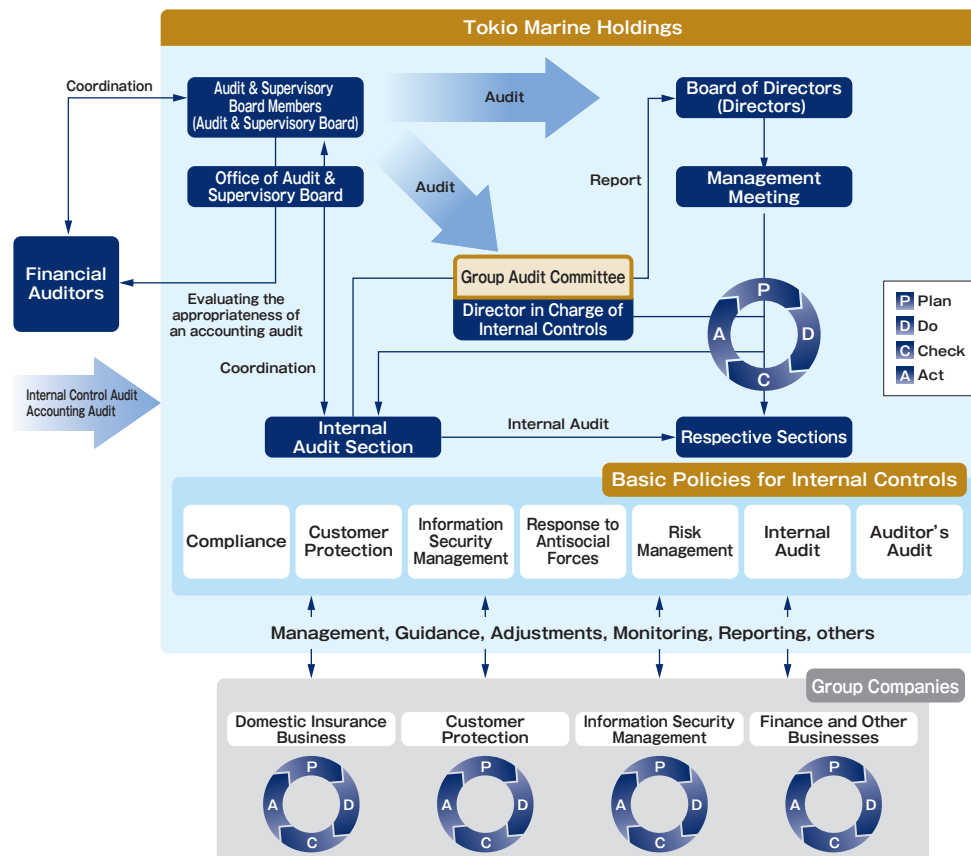 Tokio Marine Holdings
Coordination
Audit & Supervisory
Board Members
(Audit & Supervisory Board)
Audit
Board of Directors
(Directors)
Office of Audit &
Supervisory Board
Audit
Report
Management
Meeting
Financial
Auditors
Group Audit Committee
Director in Charge of
Internal Controls
Evaluating the
appropriateness of
an accounting audit
P
D
C
A
P Plan
D Do
C Check
A Act
Coordination
Internal Control Audit
Accounting Audit
Internal
Audit Section
Internal Audit
Respective Sections
Basic Policies for Internal Controls
Compliance
Customer
Protection
Information
Security
Management
Response to
Antisocial
Forces
Risk
Management
Internal
Audit
Auditor's
Audit
Management, Guidance, Adjustments, Monitoring, Reporting, others
Group Companies
Domestic Insurance
Business
Customer
Protection
Information Security
Management
Finance and Other
Businesses
P
D
C
A
P
D
C
A
P
D
C
A
P
D
C
A